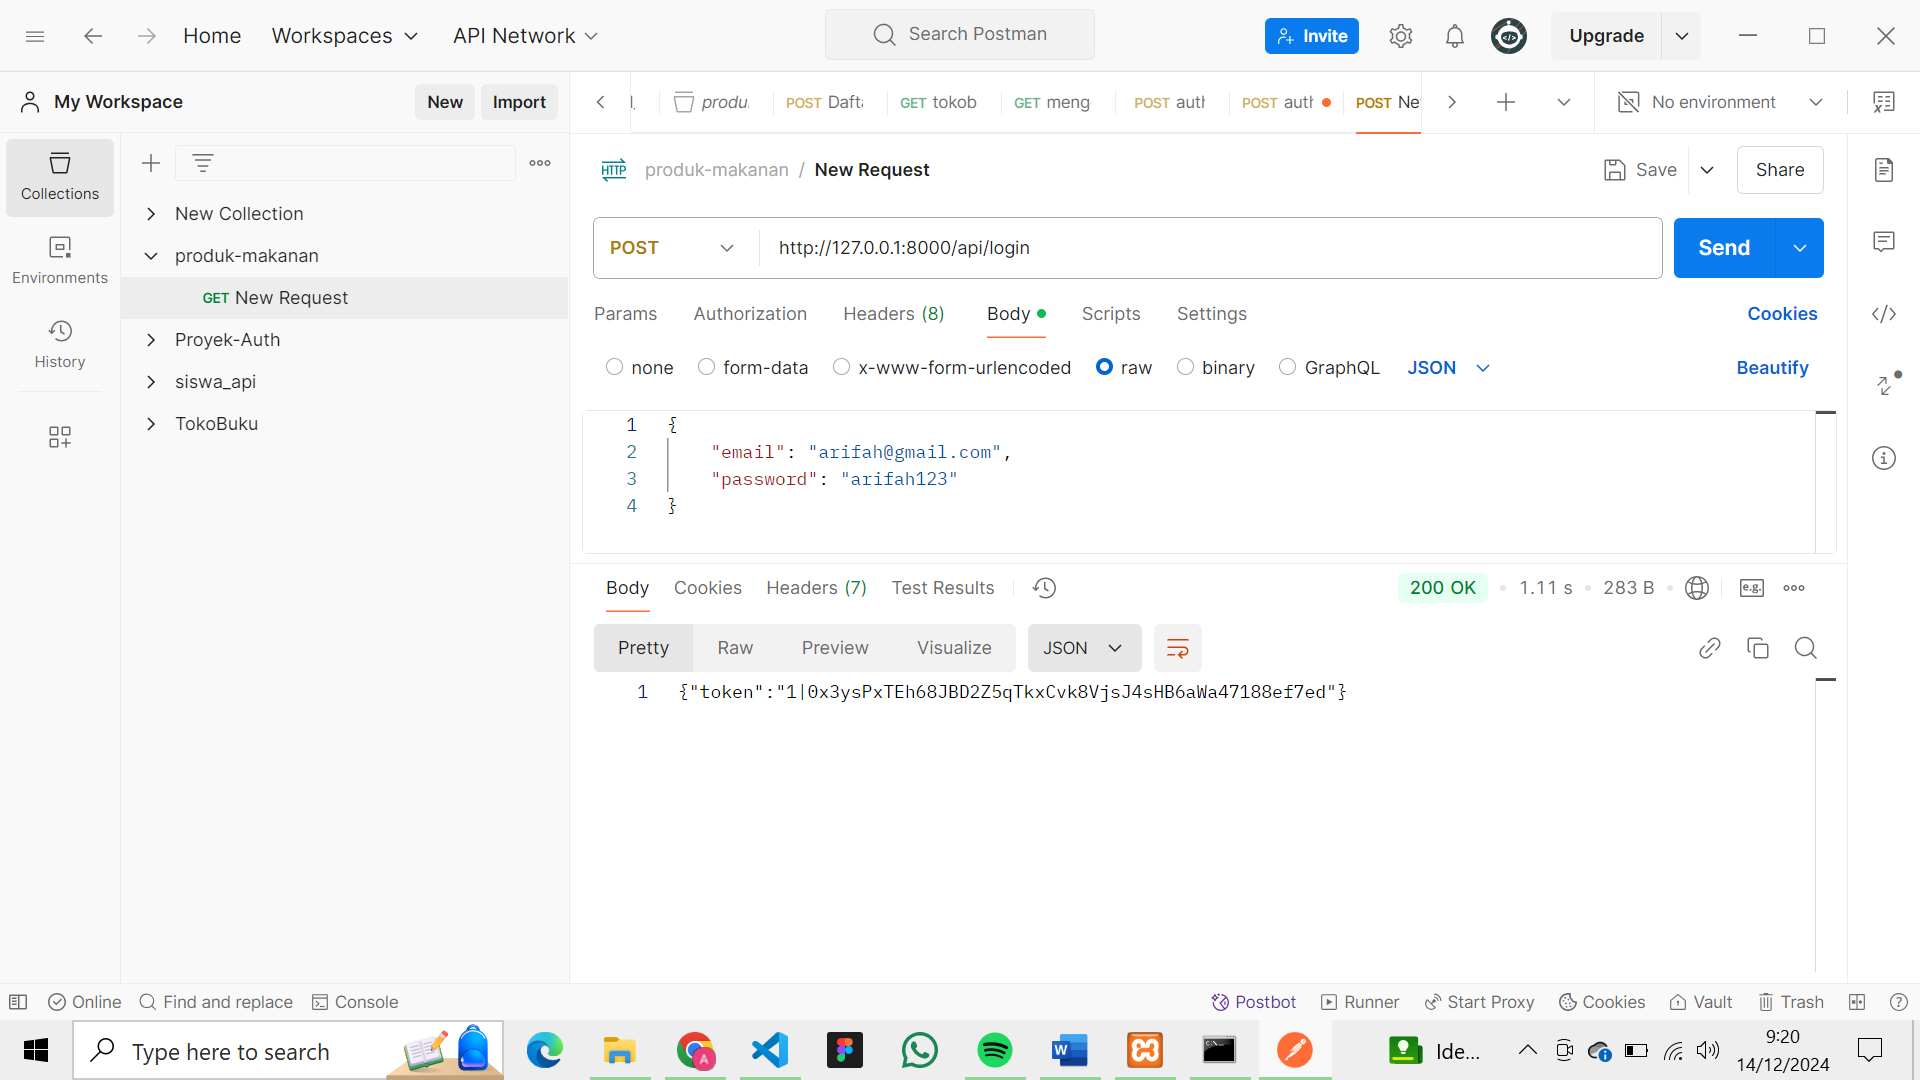 Home Workspaces API Network Search Postman Invite Upgrade
My Workspace New Import produ POST Dafta GET tokob GET meng POST auth POST auth POST Ne No environment
Collections
Environments
History
New Collection
produk-makanan
GET New Request
Proyek-Auth
siswa_api
TokoBuku
HTTP produk-makanan / New Request Save Share
POST http://127.0.0.1:8000/api/login Send
Params Authorization Headers (8) Body Scripts Settings Cookies
none form-data x-www-form-urlencoded raw binary GraphQL JSON Beautify
1 {
2 "email": "arifah@gmail.com",
3 "password": "arifah123"
4 }
Body Cookies Headers (7) Test Results 200 OK 1.11 s 283 B e.g.
Pretty Raw Preview Visualize JSON
1 {"token":"1|0x3ysPxTEh68JBD2Z5qTkxCvk8VjsJ4sHB6aWa47188ef7ed"}
Online Find and replace Console Postbot Runner Start Proxy Cookies Vault Trash
Type here to search Ide... 9:20
14/12/2024